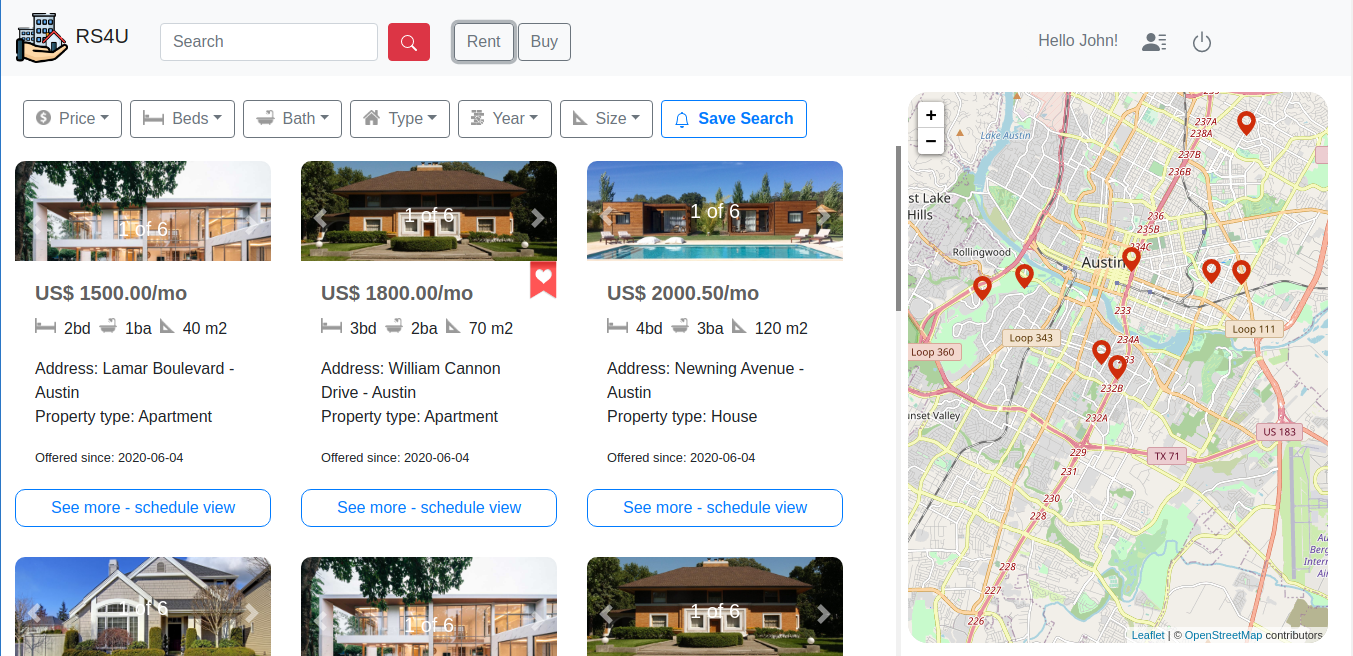 RS4U
Search
Rent
Buy
Hello John!
Price
Beds
Bath
Type
Year
Size
Save Search
1 of 6
US$ 1500.00/mo
2bd 1ba 40 m2
Address: Lamar Boulevard -
Austin
Property type: Apartment
Offered since: 2020-06-04
See more - schedule view
1 of 6
US$ 1800.00/mo
3bd 2ba 70 m2
Address: William Cannon
Drive - Austin
Property type: Apartment
Offered since: 2020-06-04
See more - schedule view
1 of 6
US$ 2000.50/mo
4bd 3ba 120 m2
Address: Newning Avenue -
Austin
Property type: House
Offered since: 2020-06-04
See more - schedule view
1 of 6
1 of 6
1 of 6
+
−
Lake Austin
239
237A
238A
237B
236B
st Lake
Hills
236
235B
234C
Rollingwood
Austin
233
Loop 111
Loop 343
234A
Loop 360
33
232B
unset Valley
232A
US 183
229
TX 71
231
230
228
Au
Berg
Intern
Air
228
227
226
Leaflet | © OpenStreetMap contributors